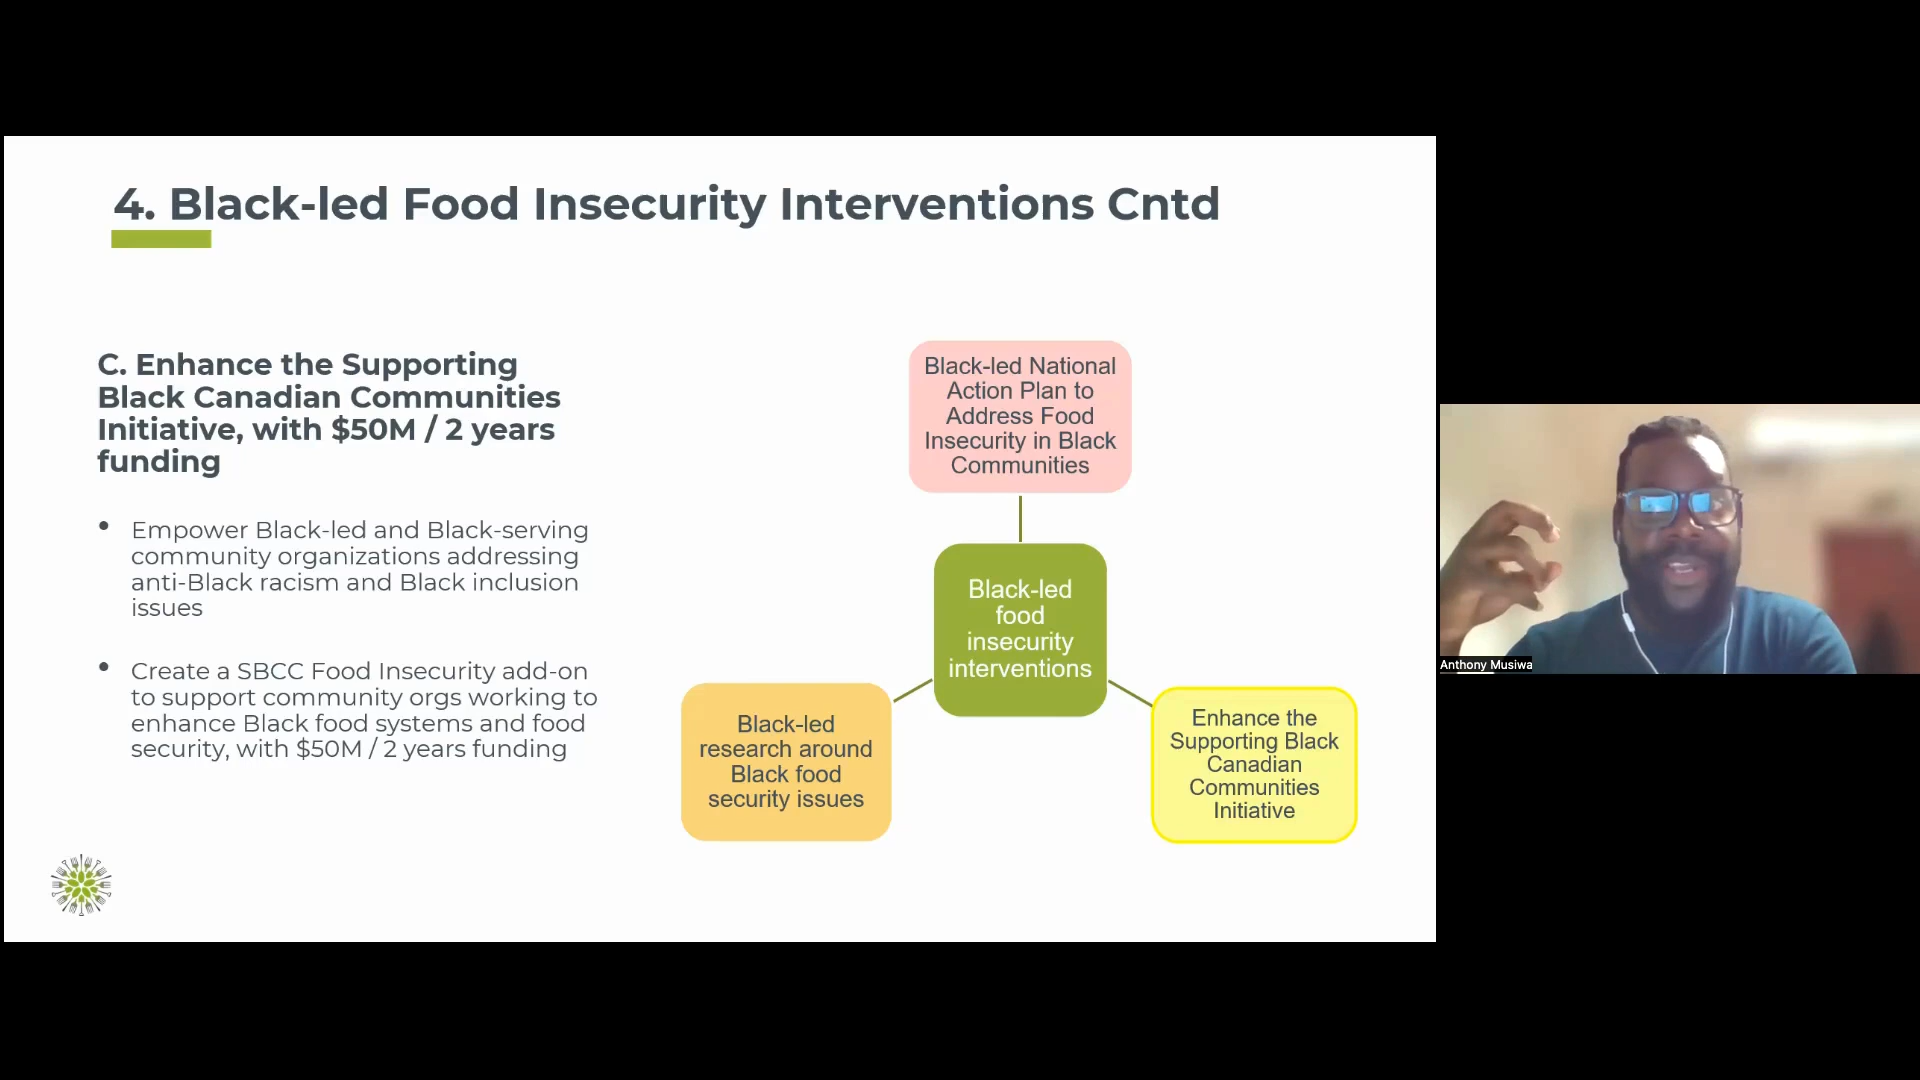 4. Black-led Food Insecurity Interventions Cntd
C. Enhance the Supporting
Black Canadian Communities
Initiative, with $50M / 2 years
funding
• Empower Black-led and Black-serving
community organizations addressing
anti-Black racism and Black inclusion
issues
• Create a SBCC Food Insecurity add-on
to support community orgs working to
enhance Black food systems and food
security, with $50M / 2 years funding
Black-led National
Action Plan to
Address Food
Insecurity in Black
Communities
Black-led
food
insecurity
interventions
Black-led
research around
Black food
security issues
Enhance the
Supporting Black
Canadian
Communities
Initiative
Anthony Musiwa